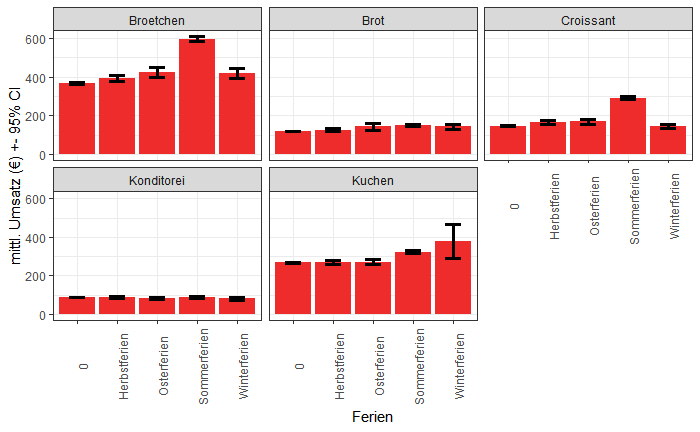 Broetchen
Brot
Croissant
600
400
200
0
Konditorei
Kuchen
600
400
200
0
mittl. Umsatz (€) +- 95% CI
0
Herbstferien
Osterferien
Sommerferien
Winterferien
0
Herbstferien
Osterferien
Sommerferien
Winterferien
0
Herbstferien
Osterferien
Sommerferien
Winterferien
Ferien